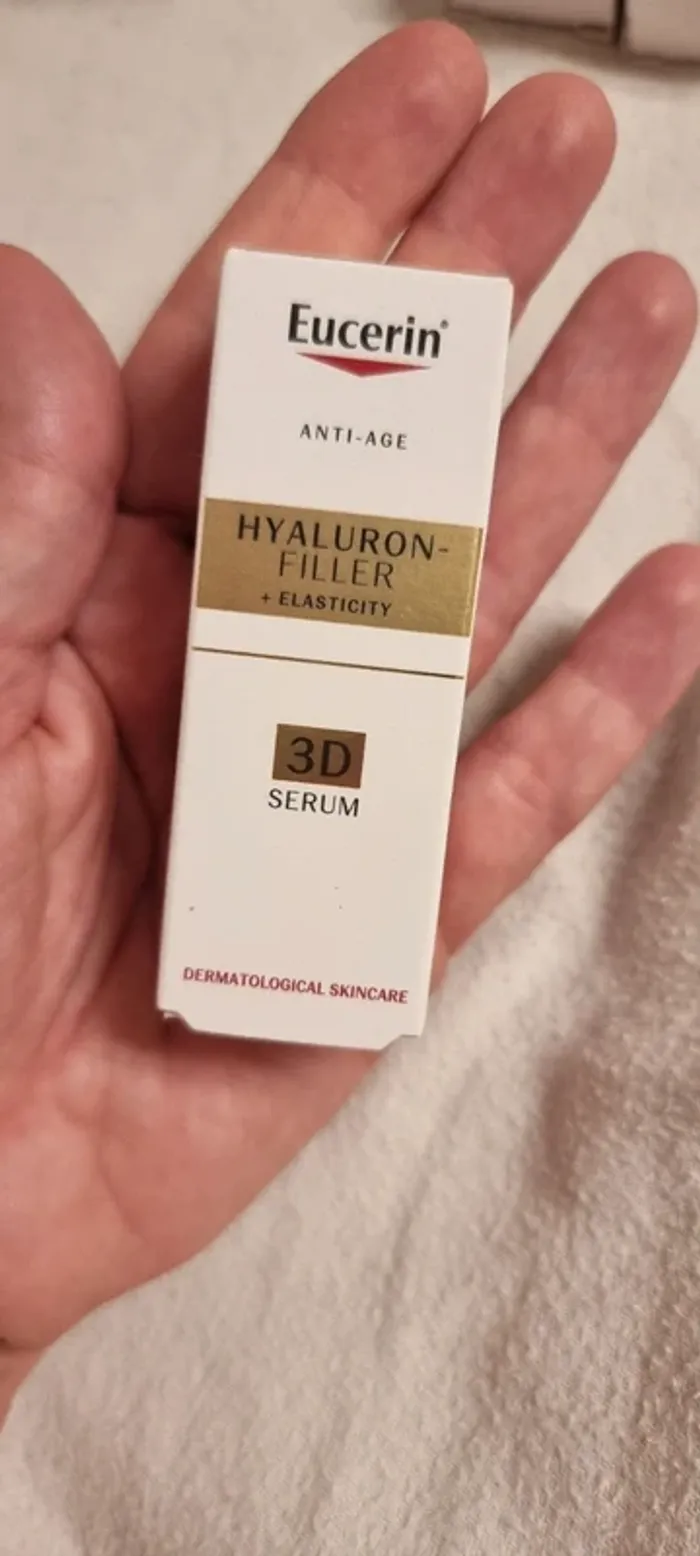 Eucerin®
ANTI-AGE
HYALURON-
FILLER
+ ELASTICITY
3D
SERUM
DERMATOLOGICAL SKINCARE